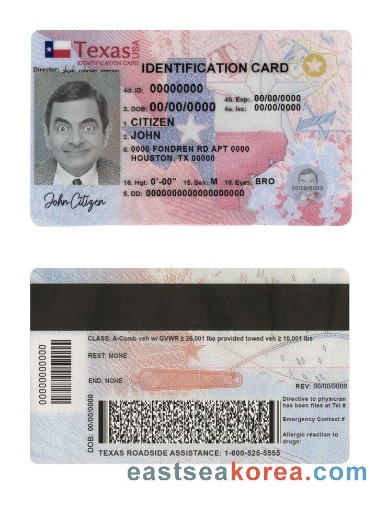 Texas USA
IDENTIFICATION CARD
Director:
IDENTIFICATION CARD
4d. ID: 00000000
3. DOB: 00/00/0000
4b. Exp: 00/00/0000
4a. Iss: 00/00/0000
1. CITIZEN
2. JOHN
8. 0000 FONDREN RD APT 0000
HOUSTON, TX 00000
16. Hgt: 0'-00" 15. Sex: M 18. Eyes: BRO
5. DD: 00000000000000000000
John Citizen
00/00/0000
CLASS: A-Comb veh w/ GVWR ≥ 26,001 lbs provided towed veh ≥ 10,001 lbs
REST: NONE
END: NONE
00000000000
DOB: 00/00/0000
REV: 00/00/0000
Directive to physician
has been files at Tel #
Emergency Contact #
Allergic reaction to
drugs:
TEXAS ROADSIDE ASSISTANCE: 1-800-525-5555
eastseakorea.com